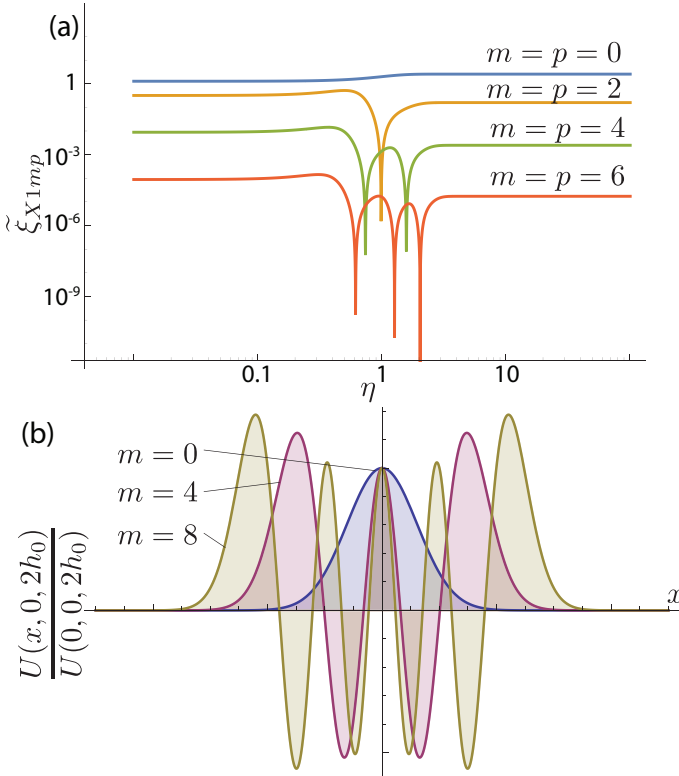 (a)
m = p = 0
m = p = 2
m = p = 4
m = p = 6
1
10^-3
10^-6
10^-9
ξ̃_X1mp
0.1
1
10
η
(b)
m = 0
m = 4
m = 8
U(x, 0, 2h_0)
U(0, 0, 2h_0)
x